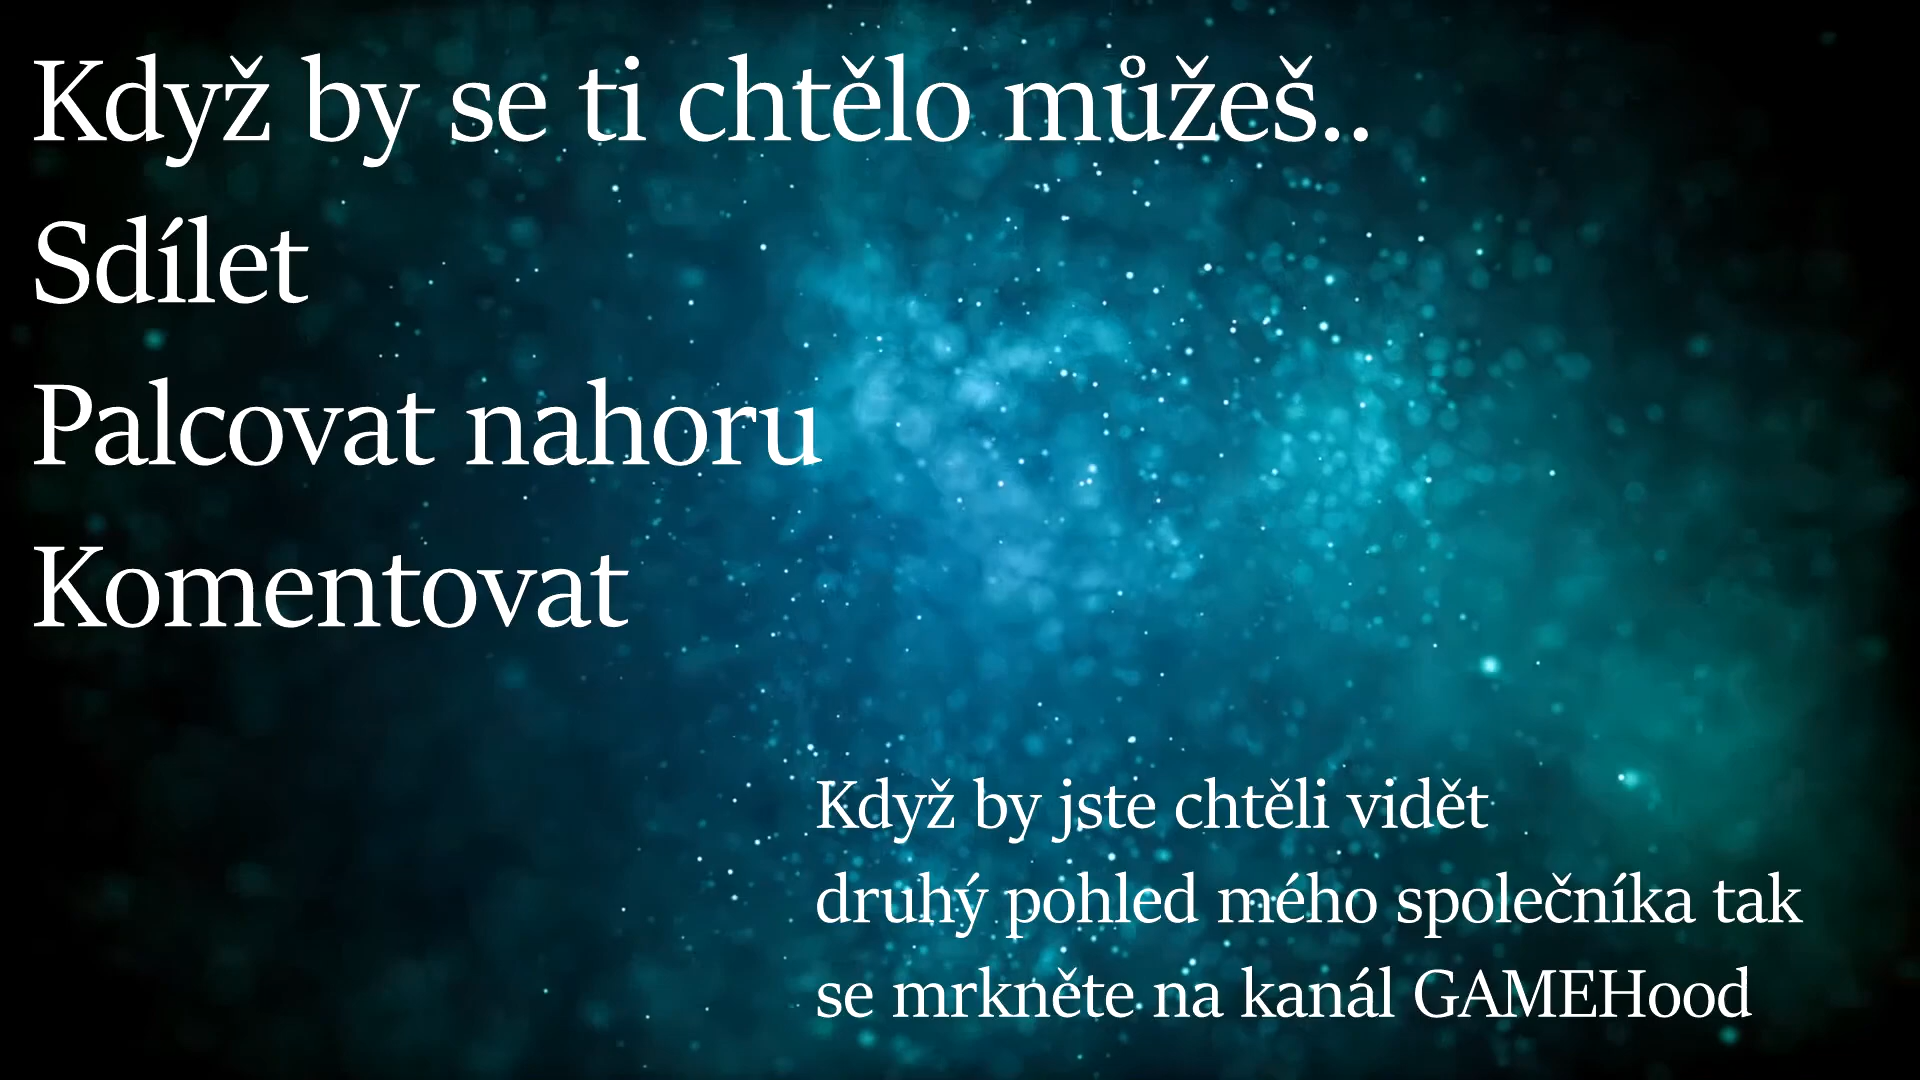 Když by se ti chtělo můžeš..
Sdílet
Palcovat nahoru
Komentovat
Když by jste chtěli vidět
druhý pohled mého společníka tak
se mrkněte na kanál GAMEHood